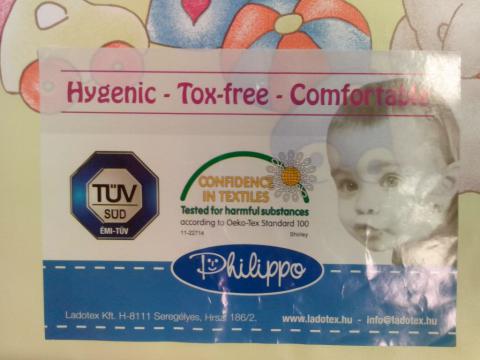 Hygenic - Tox-free - Comfortable
TÜV
SÜD
ÉMI-TÜV
CONFIDENCE
IN TEXTILES
Tested for harmful substances
according to Oeko-Tex Standard 100
11-22714 Shirley
Philippo
Ladotex Kft. H-8111 Seregélyes, Hrsz. 186/2. www.ladotex.hu - info@ladotex.hu